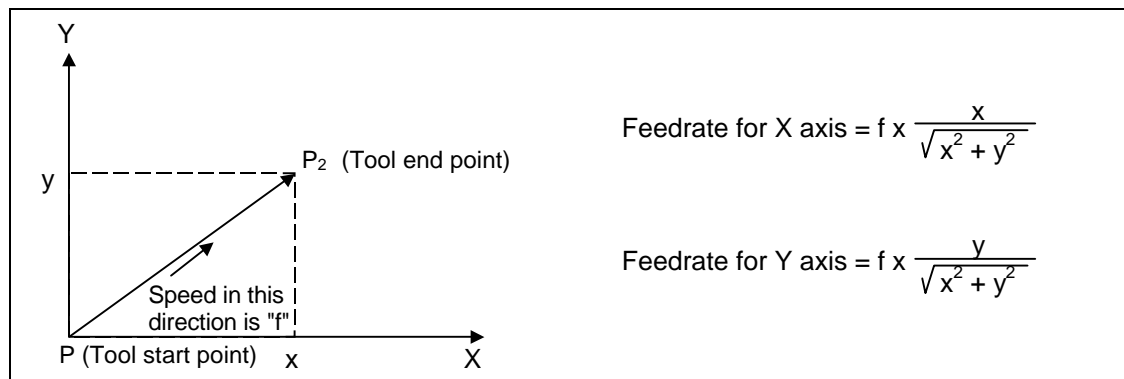 Y
P₂ (Tool end point)
y
Speed in this
direction is "f"
P (Tool start point)
x
X
Feedrate for X axis = f x x / √x² + y²
Feedrate for Y axis = f x y / √x² + y²